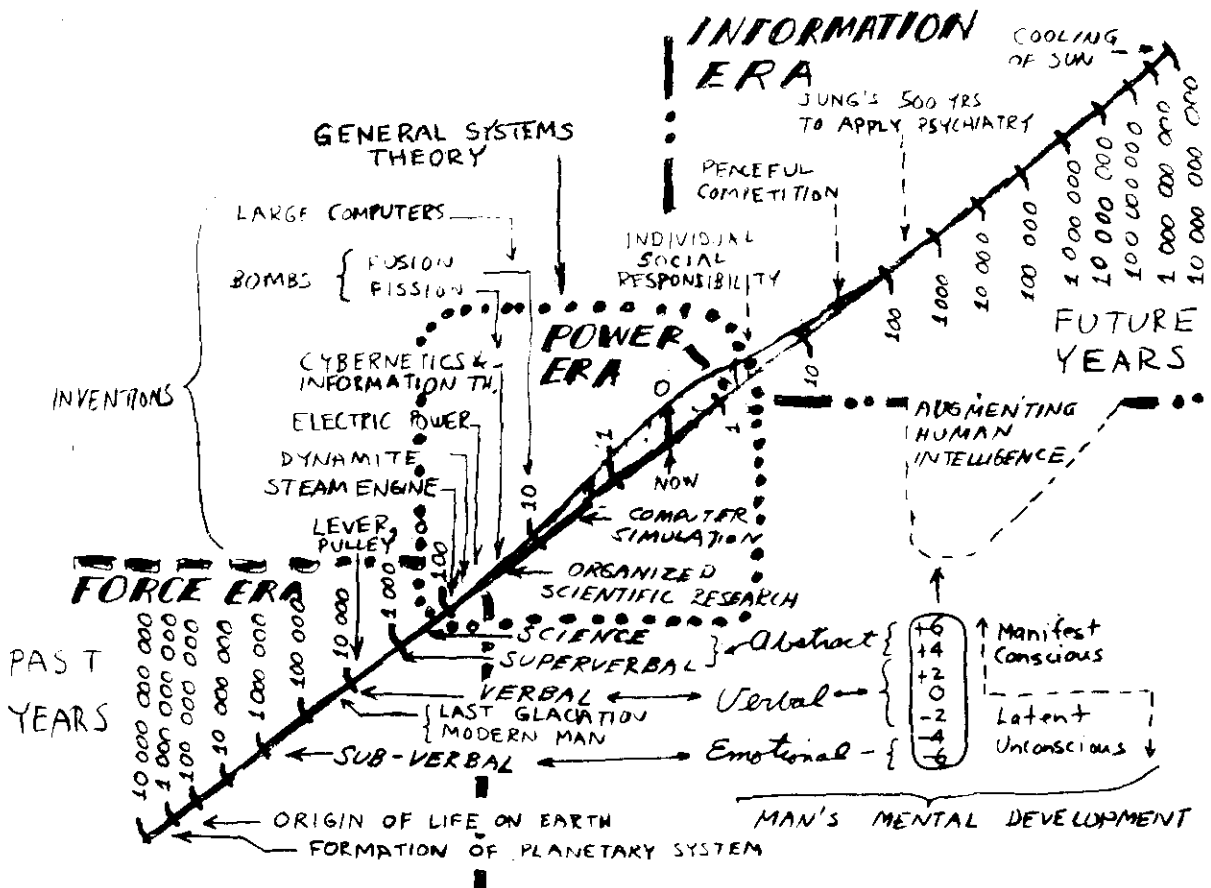 INFORMATION
ERA
COOLING
OF SUN
JUNG'S 500 YRS
TO APPLY PSYCHIATRY
GENERAL SYSTEMS
THEORY
PEACEFUL
COMPETITION
LARGE COMPUTERS
INDIVIDUAL
SOCIAL
RESPONSIBILITY
BOMBS
FUSION
FISSION
INVENTIONS
POWER
ERA
CYBERNETICS &
INFORMATION TH.
ELECTRIC POWER
DYNAMITE
STEAM ENGINE
LEVER,
PULLEY
FORCE ERA
PAST
YEARS
10 000 000 000
1 000 000 000
100 000 000
10 000 000
1 000 000
100 000
10 000
1 000
100
10
1
0
1
10
100
1000
10 000
100 000
1 000 000
10 000 000
100 000 000
1 000 000 000
10 000 000 000
FUTURE
YEARS
NOW
COMPUTER
SIMULATION
ORGANIZED
SCIENTIFIC RESEARCH
AUGMENTING
HUMAN
INTELLIGENCE
SCIENCE
SUPERVERBAL
Abstract
VERBAL
Verbal
LAST GLACIATION
MODERN MAN
SUB-VERBAL
Emotional
+6
+4
+2
0
-2
-4
-6
Manifest
Conscious
Latent
Unconscious
MAN'S MENTAL DEVELOPMENT
ORIGIN OF LIFE ON EARTH
FORMATION OF PLANETARY SYSTEM